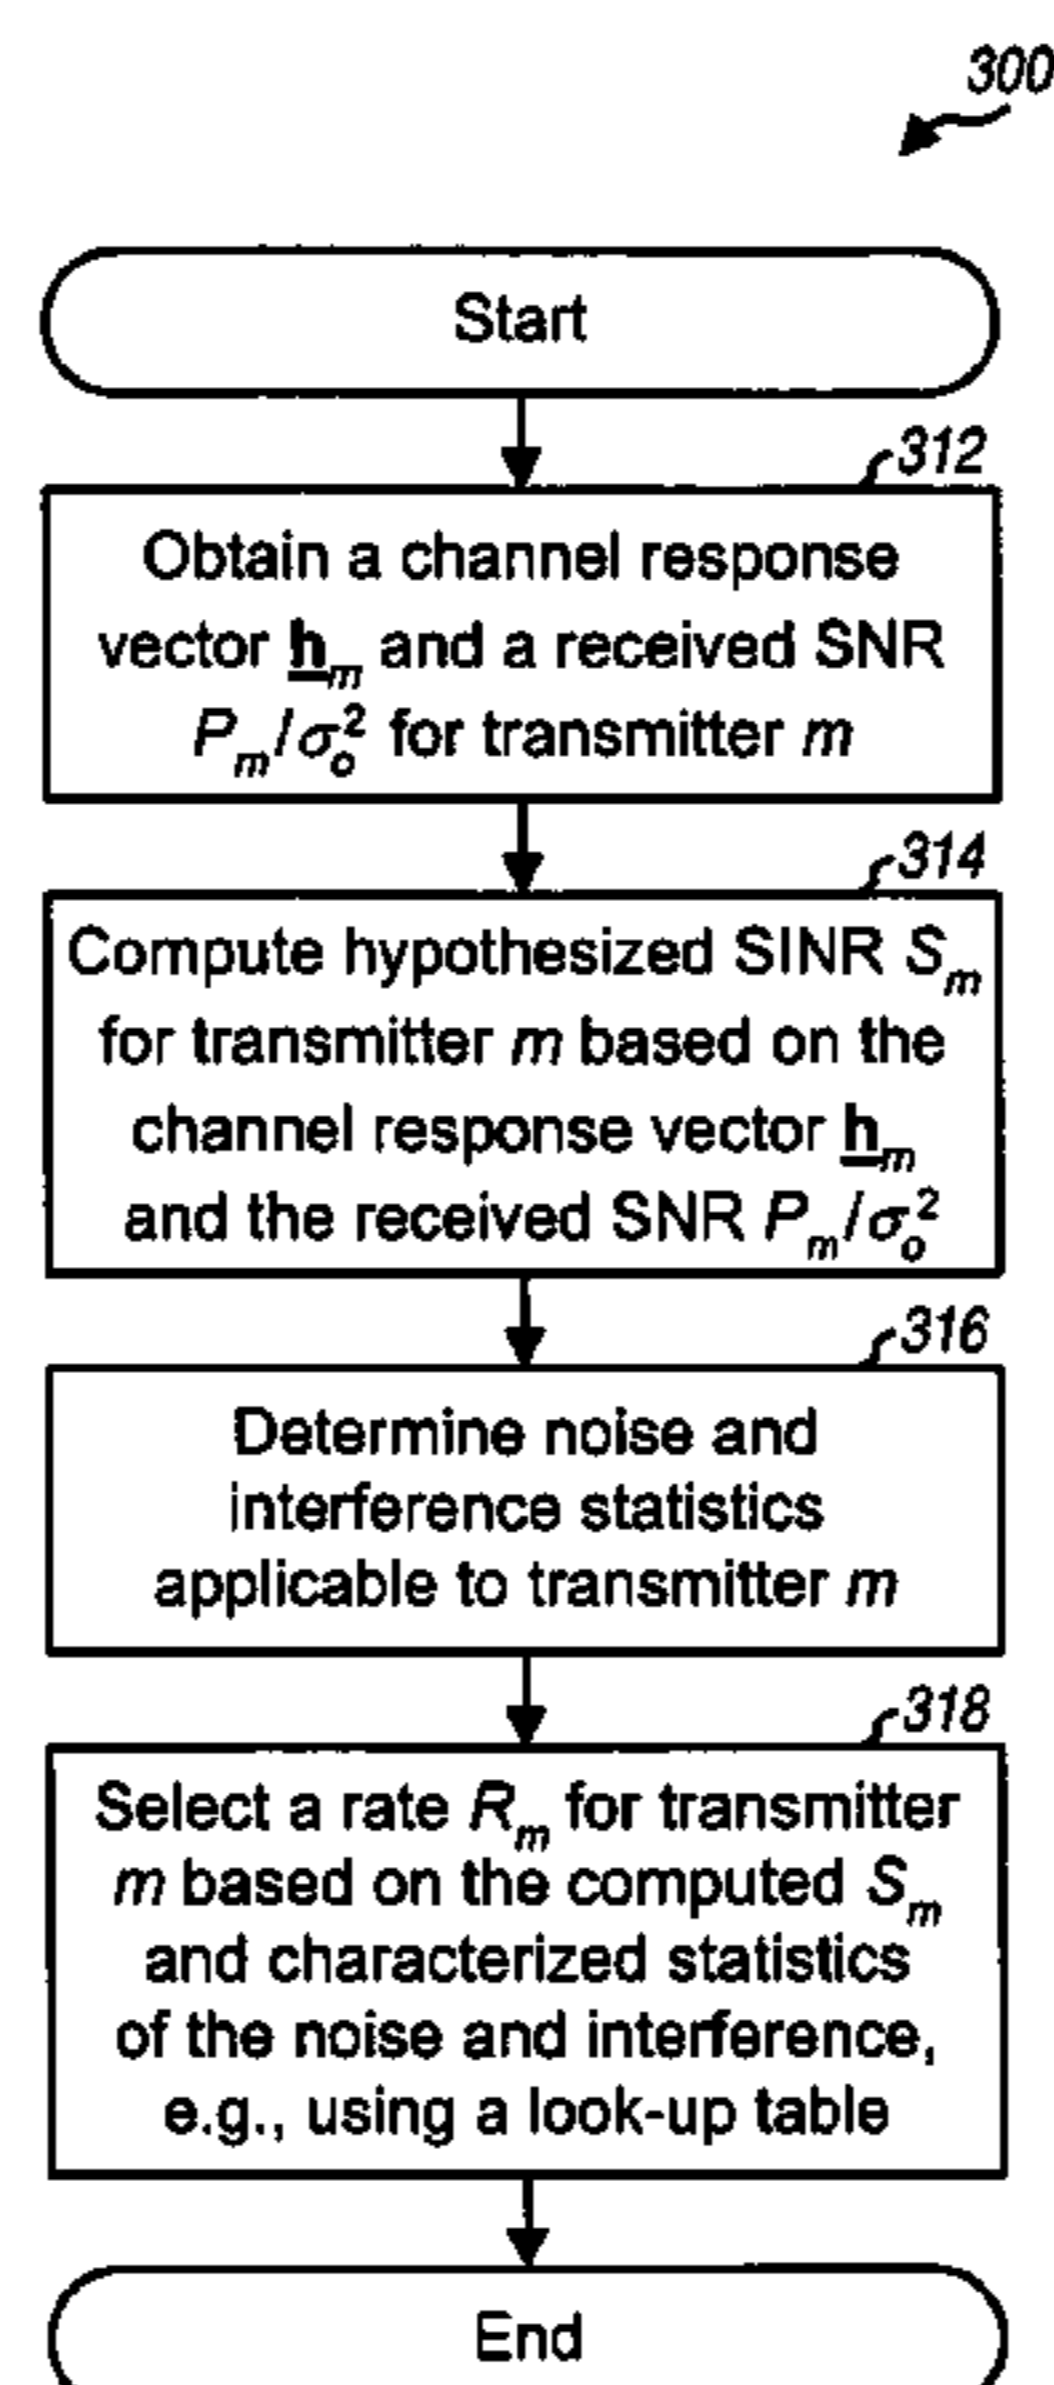 300
Start
312
Obtain a channel response
vector h_m and a received SNR
P_m/σ_o^2 for transmitter m
314
Compute hypothesized SINR S_m
for transmitter m based on the
channel response vector h_m
and the received SNR P_m/σ_o^2
316
Determine noise and
interference statistics
applicable to transmitter m
318
Select a rate R_m for transmitter
m based on the computed S_m
and characterized statistics
of the noise and interference,
e.g., using a look-up table
End